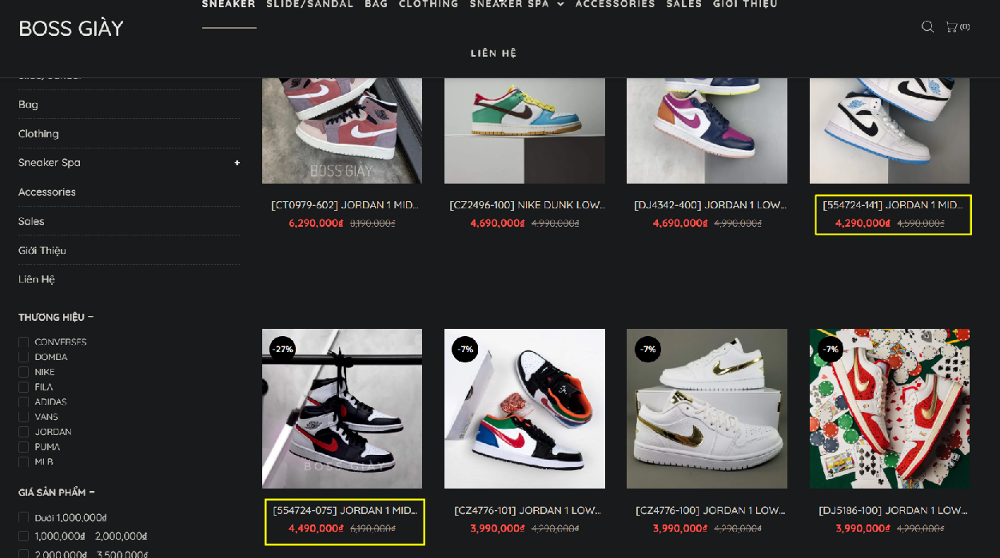 SNEAKER SLIDE/SANDAL BAG CLOTHING SNEAKER SPA ACCESSORIES SALES GIỚI THIỆU
BOSS GIÀY
(0)
LIÊN HỆ
Slide/Sandal
Bag
Clothing
Sneaker Spa +
Accessories
Sales
Giới Thiệu
Liên Hệ
THƯƠNG HIỆU −
CONVERSES
DOMBA
NIKE
FILA
ADIDAS
VANS
JORDAN
PUMA
MLB
GIÁ SẢN PHẨM −
Dưới 1,000,000₫
1,000,000₫ 2,000,000₫
2,000,000₫ 3,500,000₫
BOSS GIÀY
[CT0979-602] JORDAN 1 MID...
6,290,000₫ 8,190,000₫
[CZ2496-100] NIKE DUNK LOW...
4,690,000₫ 4,990,000₫
[DJ4342-400] JORDAN 1 LOW...
4,690,000₫ 4,990,000₫
[554724-141] JORDAN 1 MID...
4,290,000₫ 4,590,000₫
-27%
BOSS GIÀY
[554724-075] JORDAN 1 MID...
4,490,000₫ 6,190,000₫
-7%
[CZ4776-101] JORDAN 1 LOW...
3,990,000₫ 4,290,000₫
-7%
[CZ4776-100] JORDAN 1 LOW...
3,990,000₫ 4,290,000₫
-7%
[DJ5186-100] JORDAN 1 LOW...
3,990,000₫ 4,290,000₫